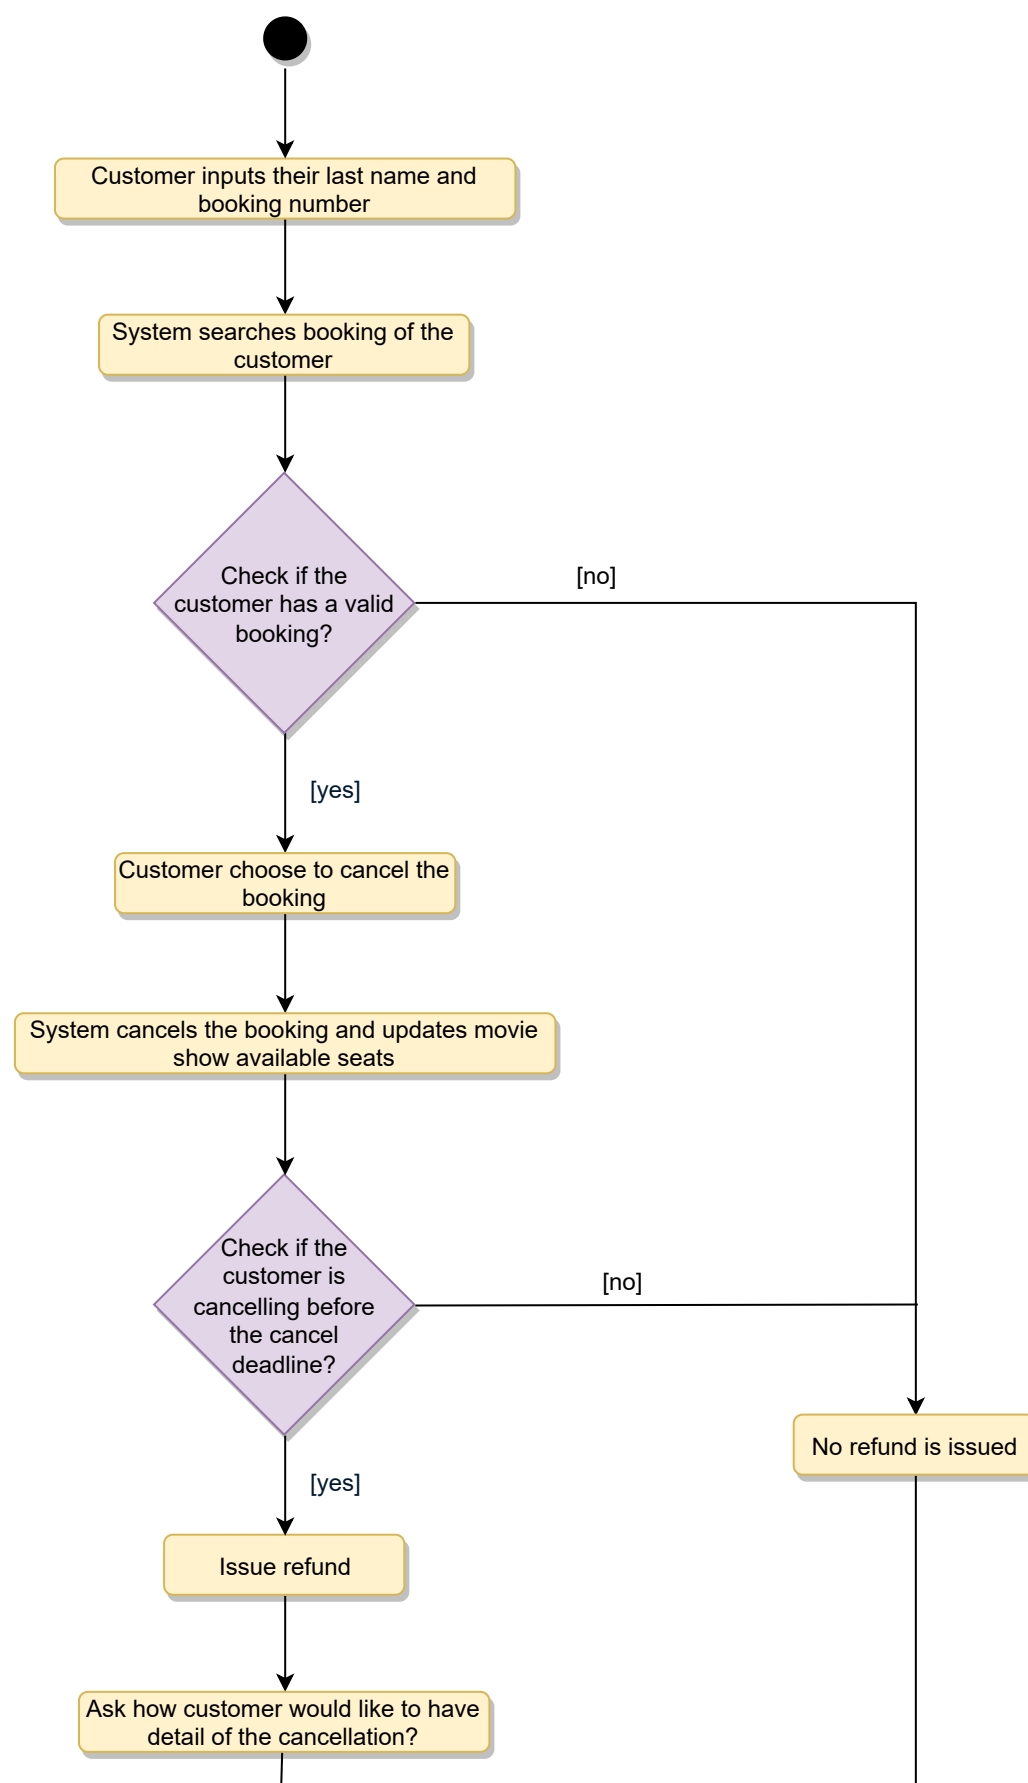 Customer inputs their last name and
booking number
System searches booking of the
customer
Check if the
customer has a valid
booking?
[no]
[yes]
Customer choose to cancel the
booking
System cancels the booking and updates movie
show available seats
Check if the
customer is
cancelling before
the cancel
deadline?
[no]
No refund is issued
[yes]
Issue refund
Ask how customer would like to have
detail of the cancellation?